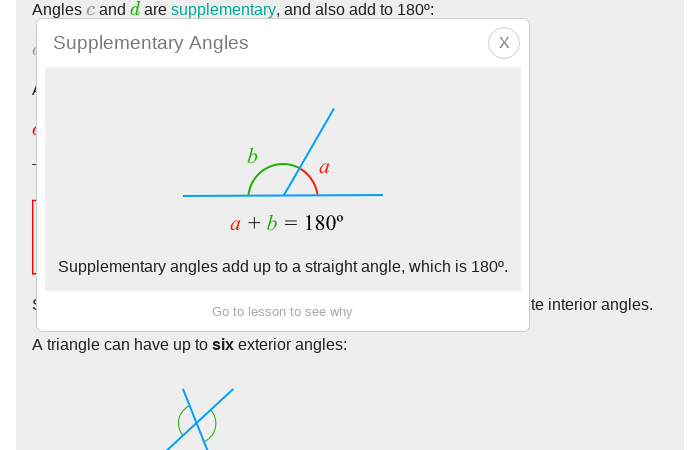 Angles c and d are supplementary, and also add to 180º:
Supplementary Angles
X
b
a
a + b = 180º
Supplementary angles add up to a straight angle, which is 180º.
Go to lesson to see why
te interior angles.
A triangle can have up to six exterior angles: